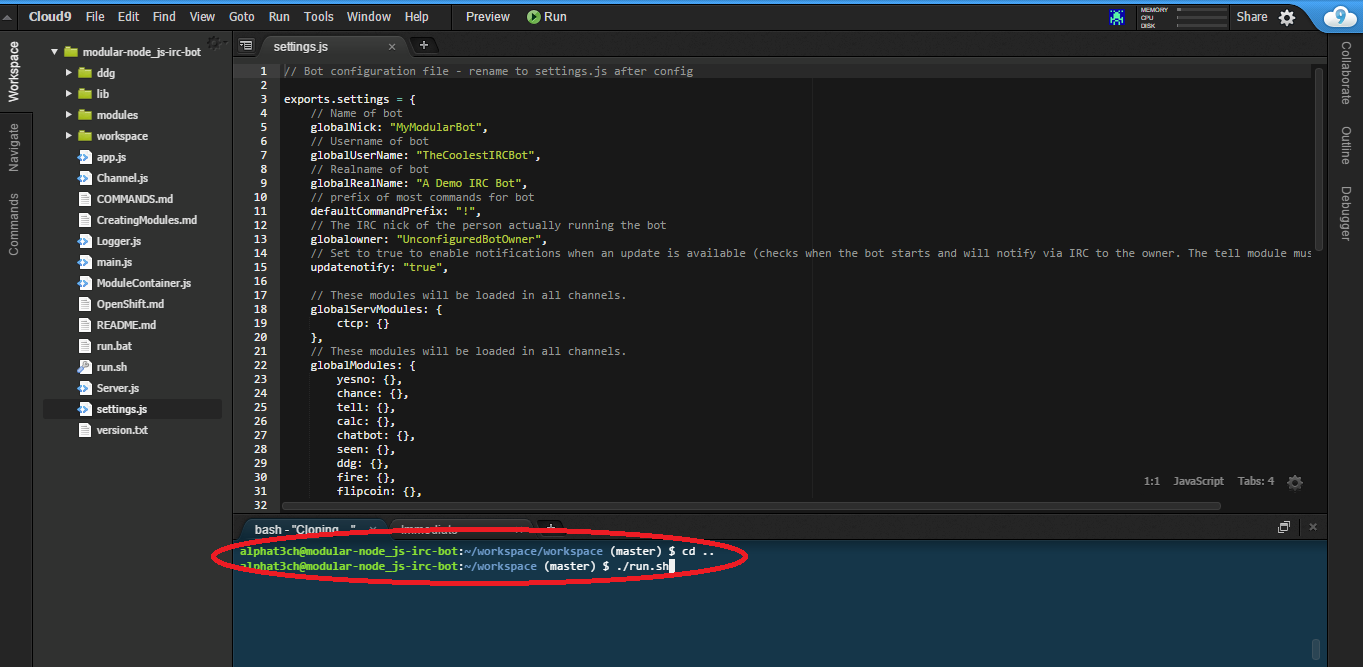 Cloud9 File Edit Find View Goto Run Tools Window Help Preview Run MEMORY CPU DISK Share 9
Workspace
Navigate
Commands
modular-node_js-irc-bot
ddg
lib
modules
workspace
app.js
Channel.js
COMMANDS.md
CreatingModules.md
Logger.js
main.js
ModuleContainer.js
OpenShift.md
README.md
run.bat
run.sh
Server.js
settings.js
version.txt
settings.js × +
1 // Bot configuration file - rename to settings.js after config
2
3 exports.settings = {
4 // Name of bot
5 globalNick: "MyModularBot",
6 // Username of bot
7 globalUserName: "TheCoolestIRCBot",
8 // Realname of bot
9 globalRealName: "A Demo IRC Bot",
10 // prefix of most commands for bot
11 defaultCommandPrefix: "!",
12 // The IRC nick of the person actually running the bot
13 globalowner: "UnconfiguredBotOwner",
14 // Set to true to enable notifications when an update is available (checks when the bot starts and will notify via IRC to the owner. The tell module mus
15 updatenotify: "true",
16
17 // These modules will be loaded in all channels.
18 globalServModules: {
19 ctcp: {}
20 },
21 // These modules will be loaded in all channels.
22 globalModules: {
23 yesno: {},
24 chance: {},
25 tell: {},
26 calc: {},
27 chatbot: {},
28 seen: {},
29 ddg: {},
30 fire: {},
31 flipcoin: {},
32
1:1 JavaScript Tabs: 4
bash - "Cloning ..." × Immediate × +
alphat3ch@modular-node_js-irc-bot:~/workspace/workspace (master) $ cd ..
alphat3ch@modular-node_js-irc-bot:~/workspace (master) $ ./run.sh
Collaborate
Outline
Debugger